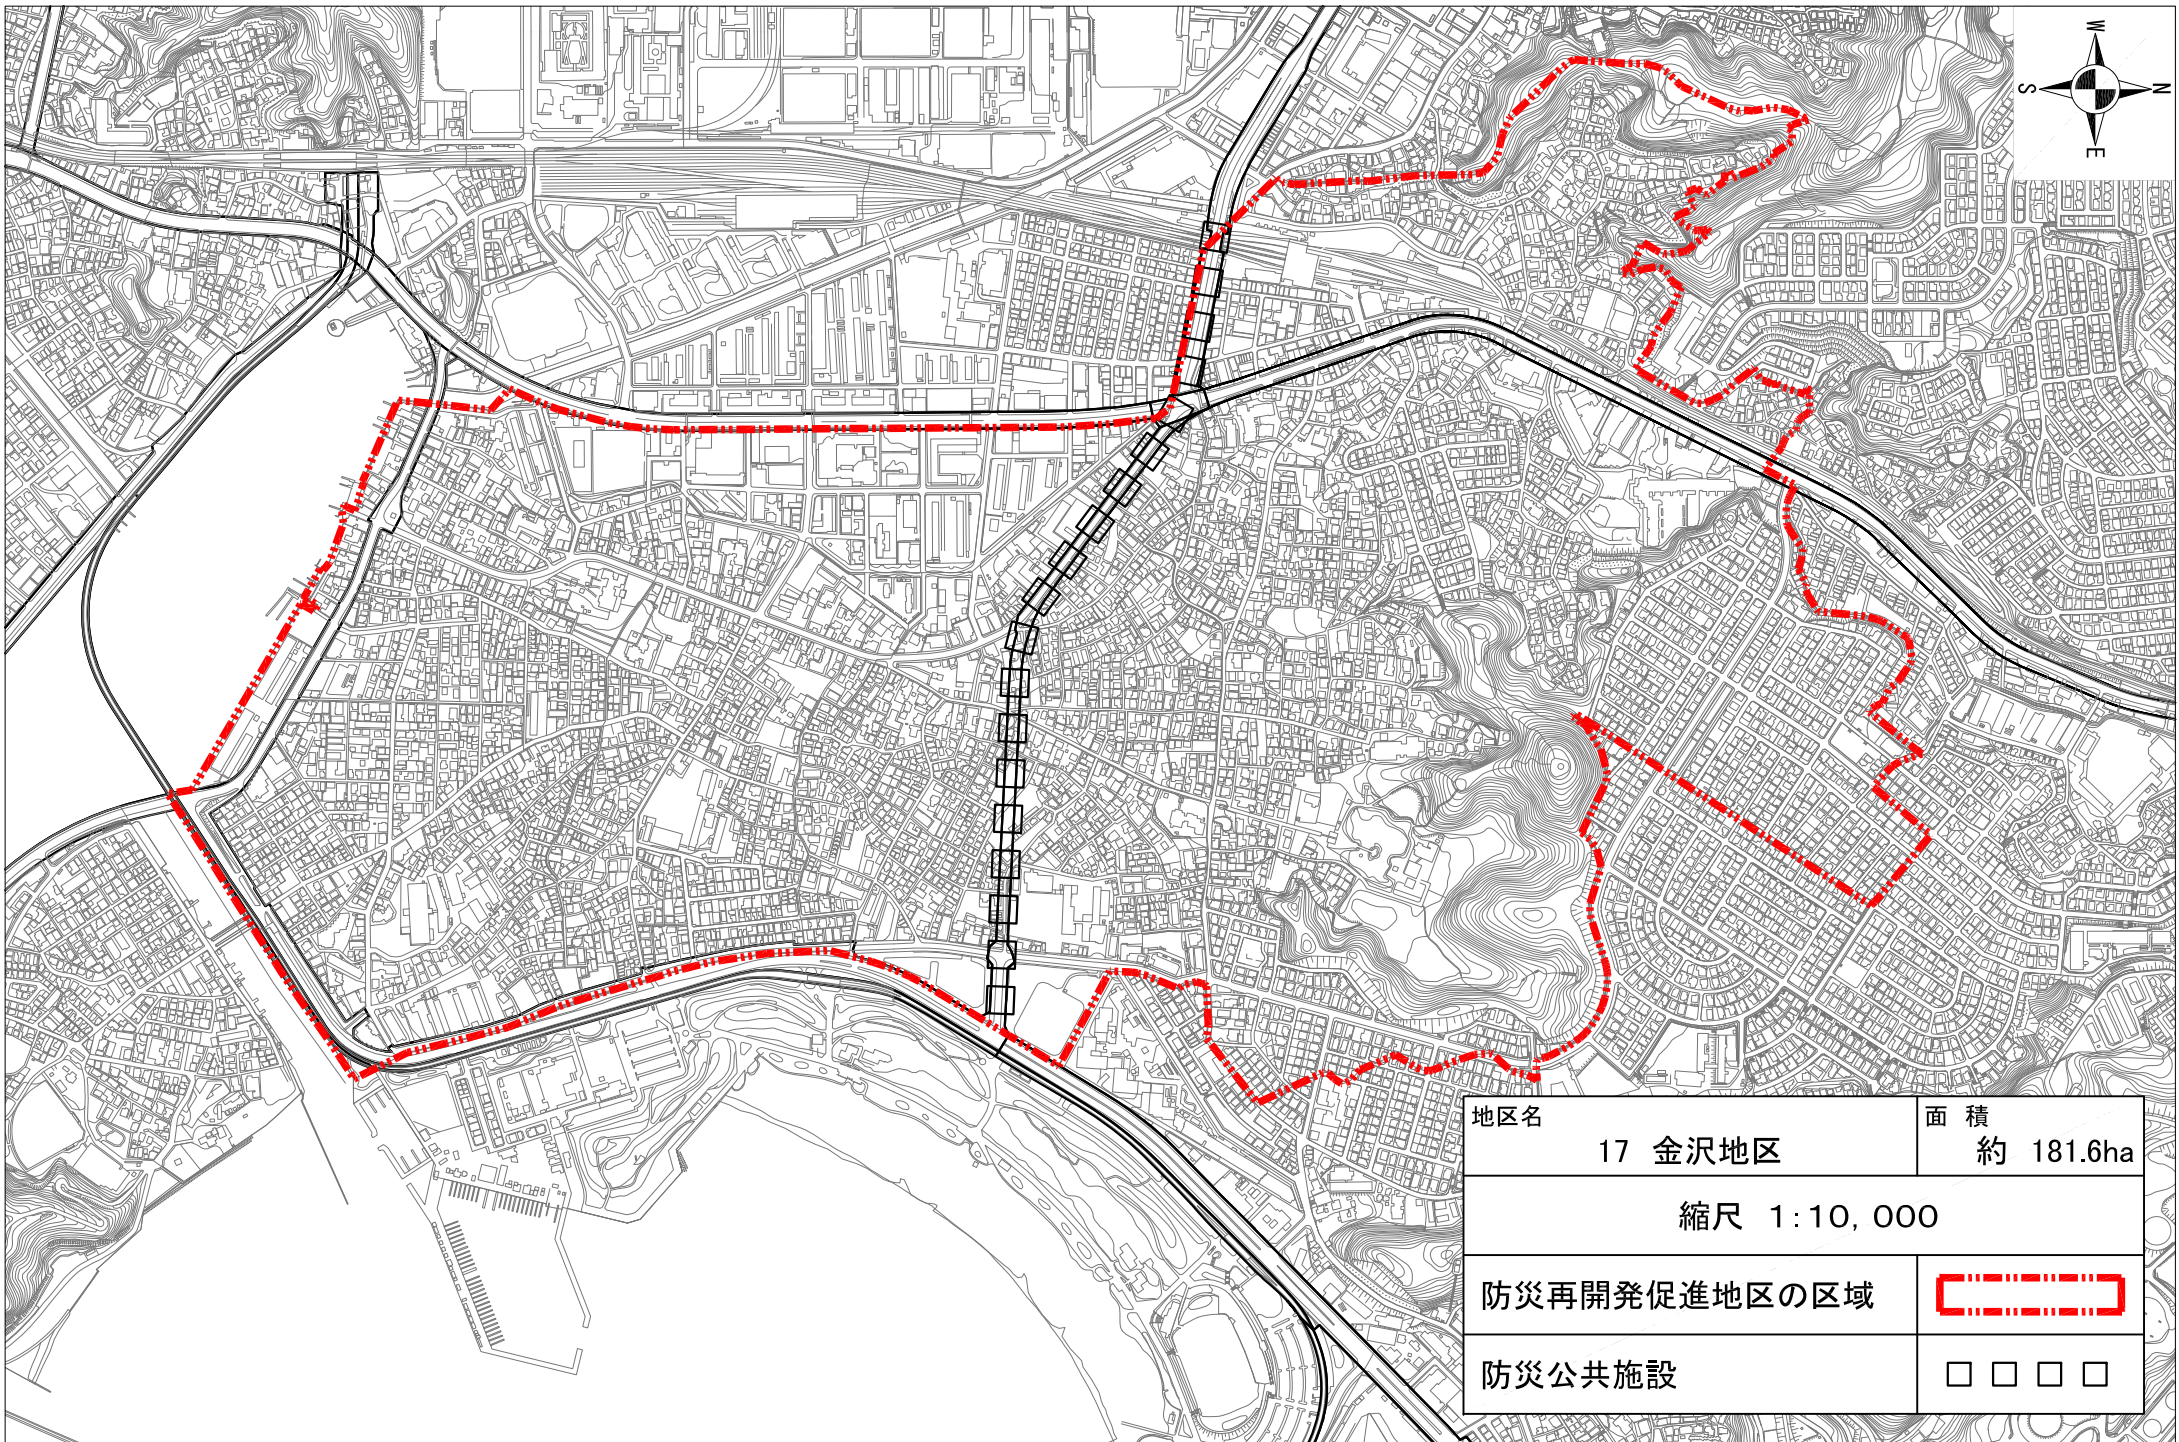 W
S N
E
地区名
17 金沢地区
面 積
約 181.6ha
縮尺 1:10,000
防災再開発促進地区の区域
防災公共施設